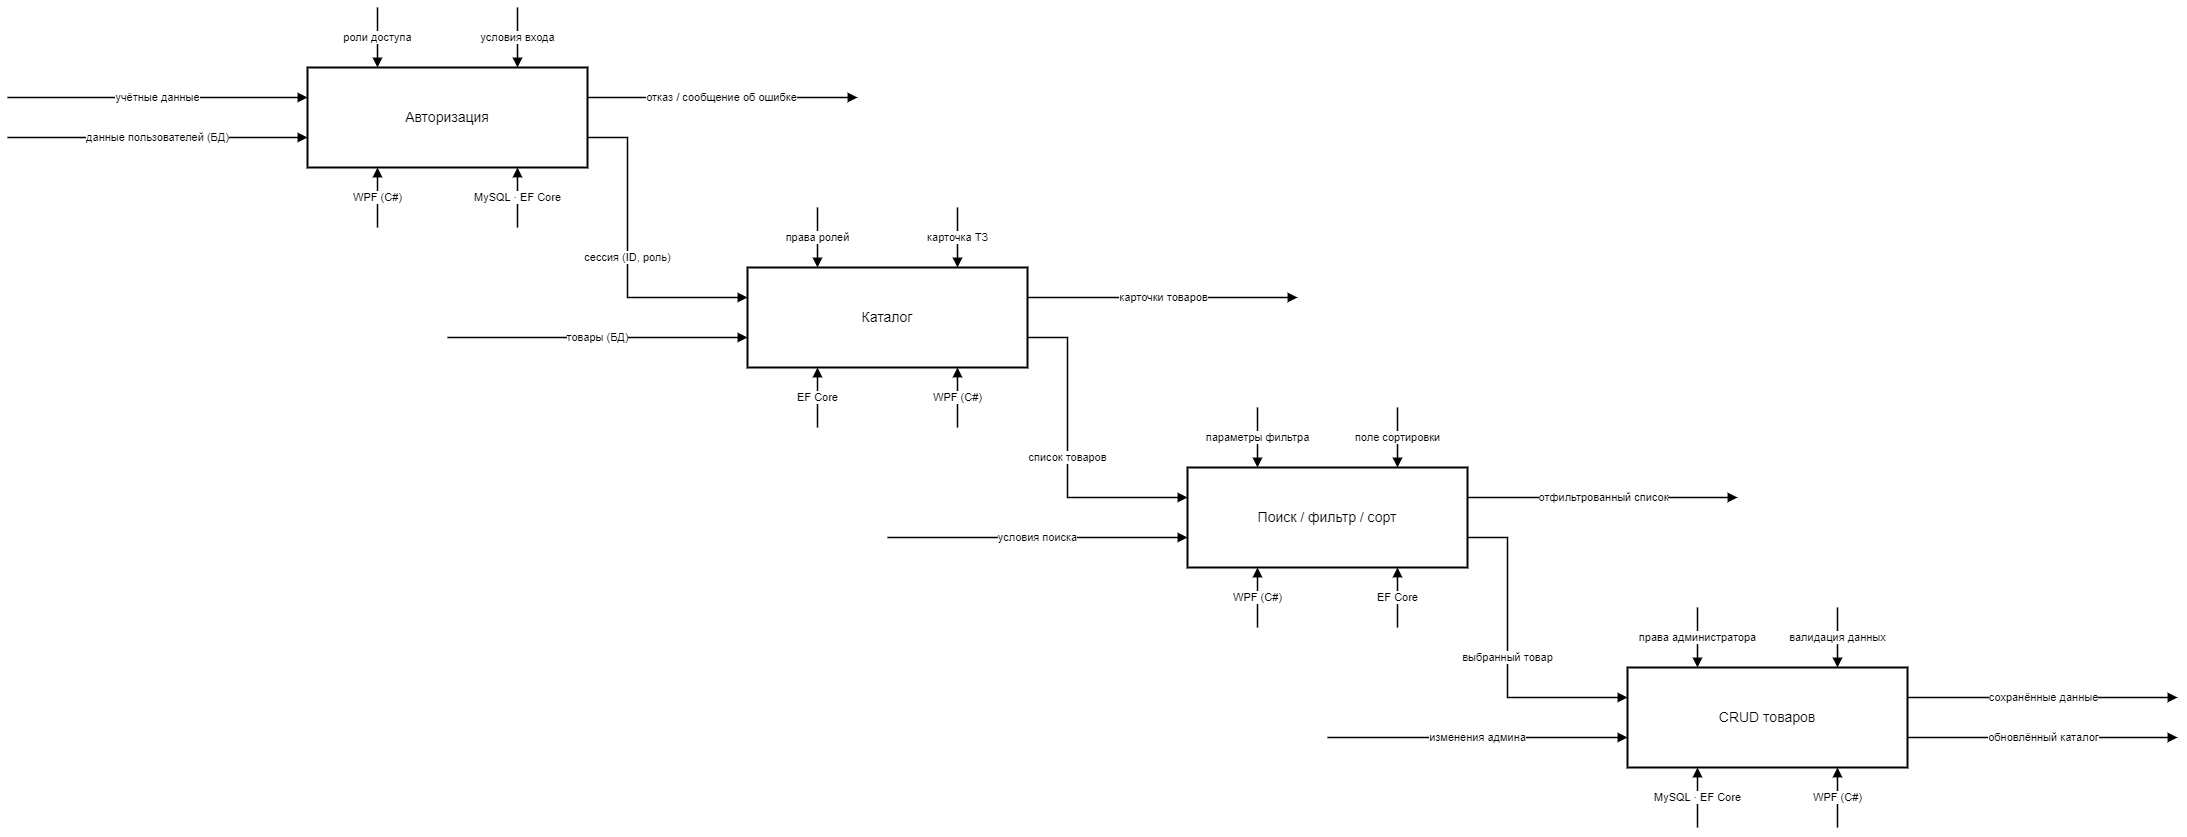 роли доступа
условия входа
учётные данные
отказ / сообщение об ошибке
Авторизация
данные пользователей (БД)
WPF (C#)
MySQL · EF Core
права ролей
карточка ТЗ
сессия (ID, роль)
карточки товаров
Каталог
товары (БД)
EF Core
WPF (C#)
параметры фильтра
поле сортировки
список товаров
отфильтрованный список
Поиск / фильтр / сорт
условия поиска
WPF (C#)
EF Core
права администратора
валидация данных
выбранный товар
сохранённые данные
CRUD товаров
изменения админа
обновлённый каталог
MySQL · EF Core
WPF (C#)